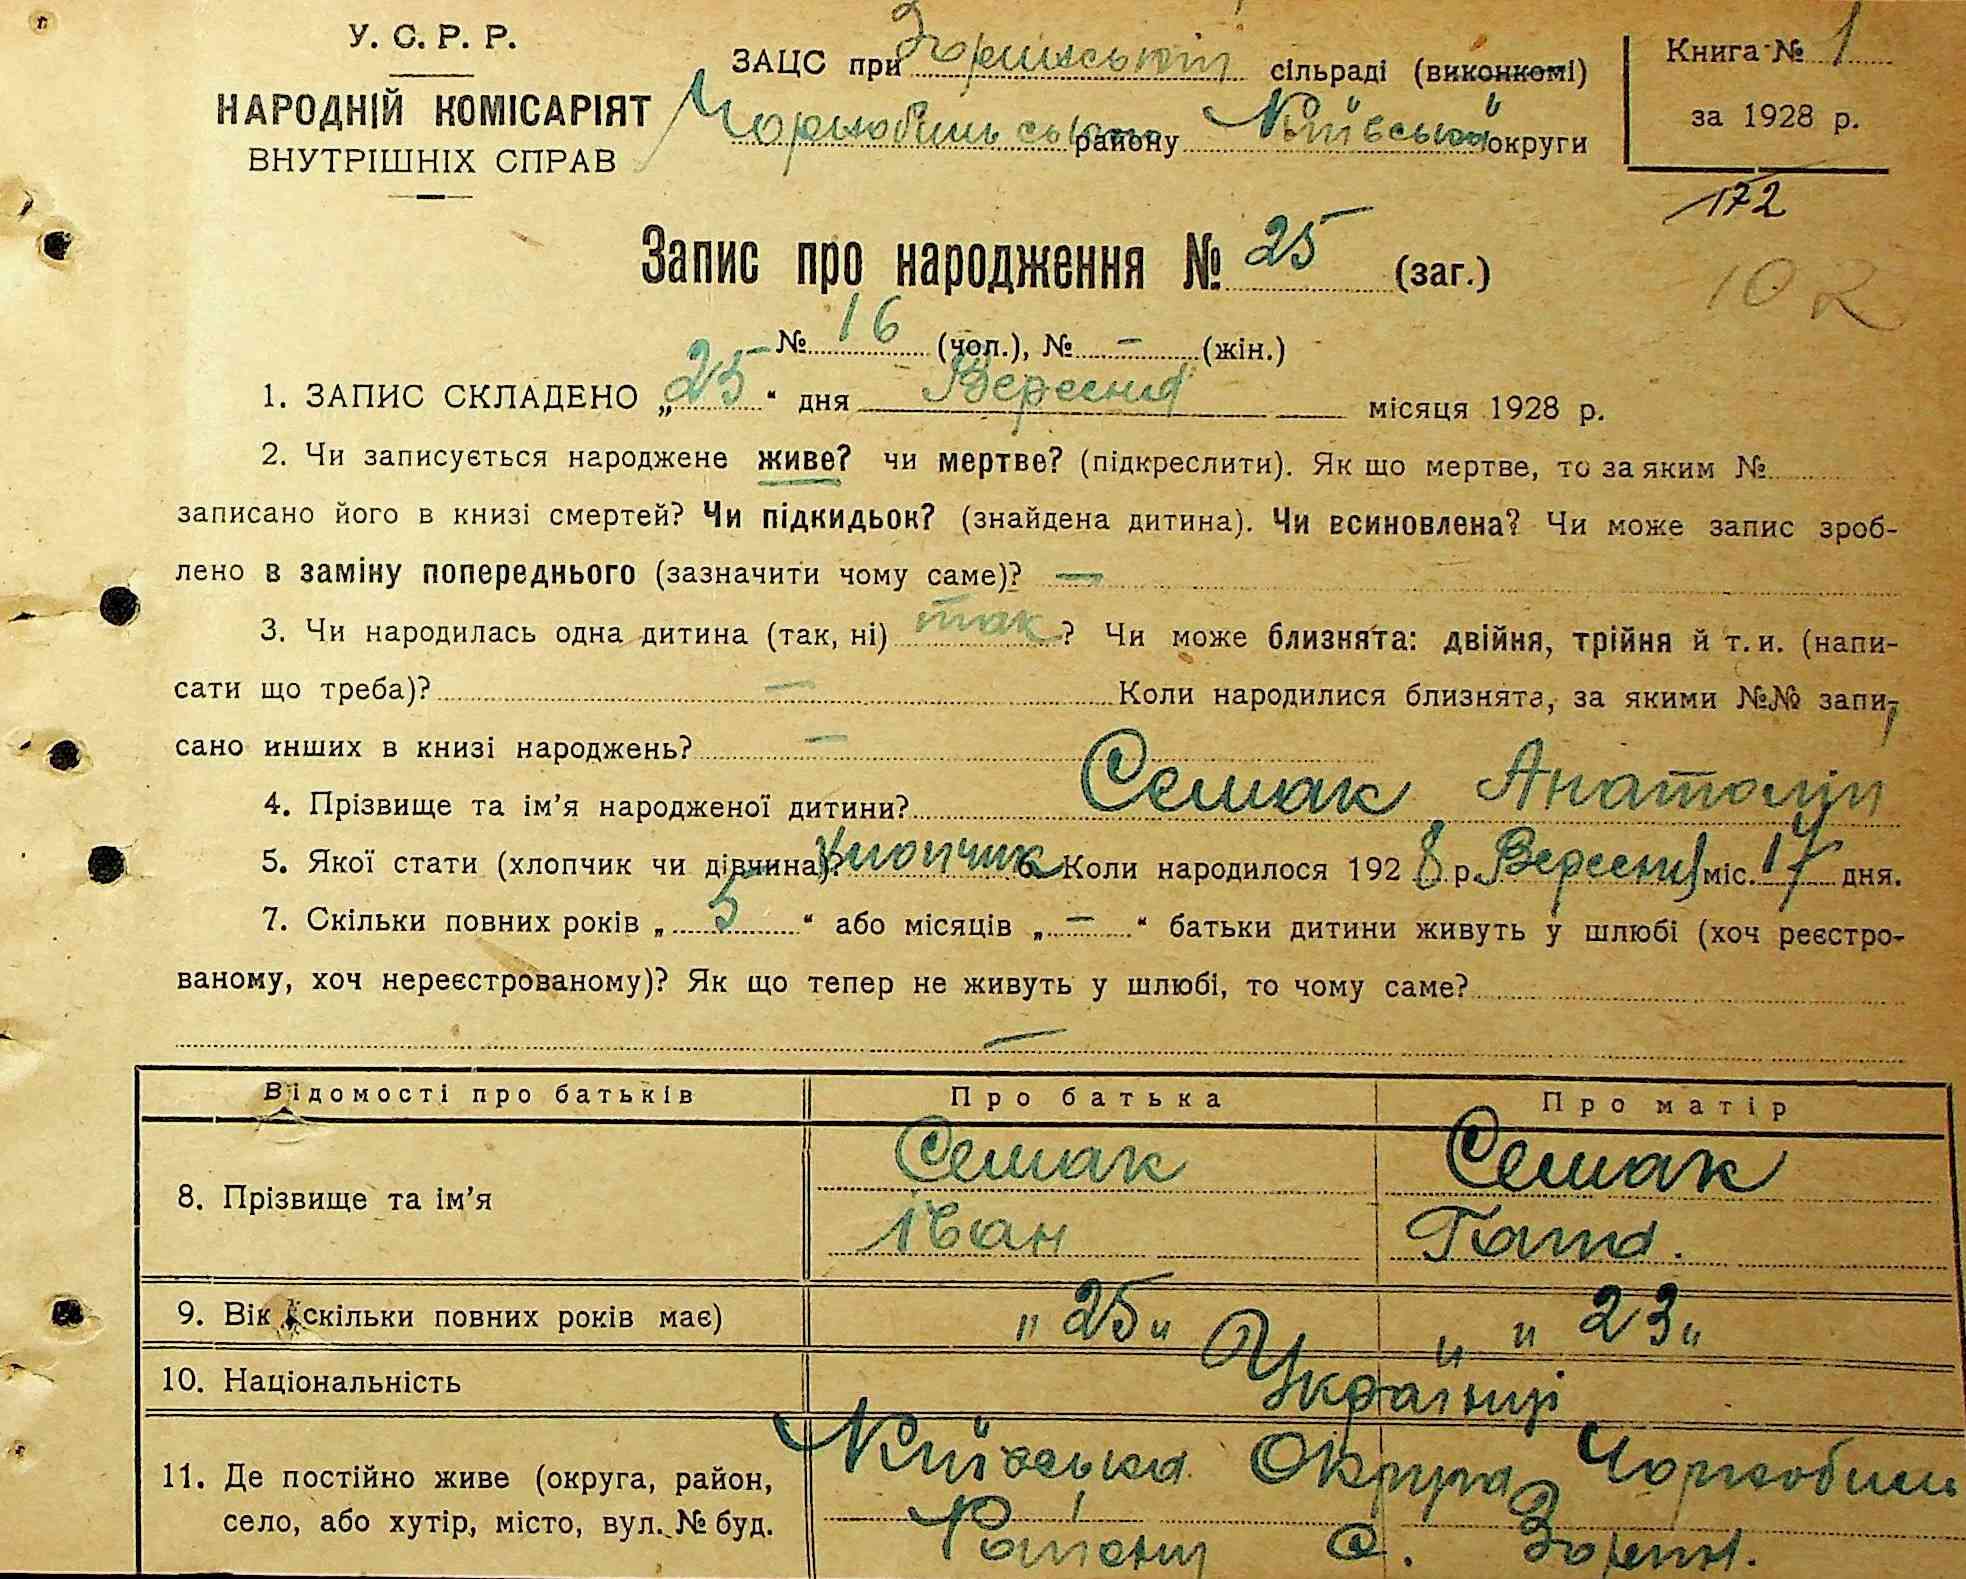 У. С. Р. Р.
НАРОДНІЙ КОМІСАРІЯТ
ВНУТРІШНІХ СПРАВ
ЗАЦС при Зоринській сільраді (виконкомі)
Чорнобильського району Київської округи
Книга № 1
за 1928 р.
172
102
Запис про народження № 25 (заг.)
№ 16 (чол.), № — (жін.)
1. ЗАПИС СКЛАДЕНО „25“ дня Вересня місяця 1928 р.
2. Чи записується народжене живе? чи мертве? (підкреслити). Як що мертве, то за яким №
записано його в книзі смертей? Чи підкидьок? (знайдена дитина). Чи всиновлена? Чи може запис зроб-
лено в заміну попереднього (зазначити чому саме)? —
3. Чи народилась одна дитина (так, ні) так? Чи може близнята: двійня, трійня й т. и. (напи-
сати що треба)? — Коли народилися близнята, за якими №№ запи-
сано инших в книзі народжень? —
4. Прізвище та ім’я народженої дитини? Семак Анатолій
5. Якої стати (хлопчик чи дівчина)? Хлопчик 6. Коли народилося 1928 р. Вересня міс. 17 дня.
7. Скільки повних років „5“ або місяців „—“ батьки дитини живуть у шлюбі (хоч реєстро-
ваному, хоч нереєстрованому)? Як що тепер не живуть у шлюбі, то чому саме?
—
Відомості про батьків Про батька Про матір
8. Прізвище та ім’я Семак Семак
Іван Ганна.
9. Вік (скільки повних років має) „25“ „23“
10. Національність Українці
11. Де постійно живе (округа, район, Київська Округа Чорнобиль
село, або хутір, місто, вул. № буд. Району С. Зорин.